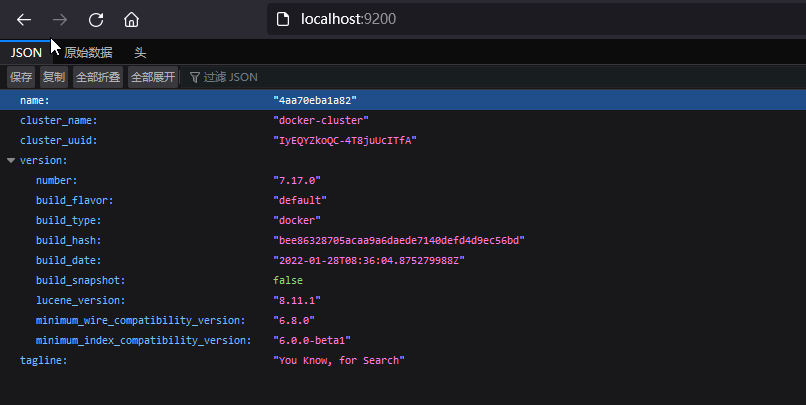 localhost:9200
JSON 原始数据 头
保存 复制 全部折叠 全部展开 过滤 JSON
name: "4aa70eba1a82"
cluster_name: "docker-cluster"
cluster_uuid: "IyEQYZkoQC-4T8juUcITfA"
version:
number: "7.17.0"
build_flavor: "default"
build_type: "docker"
build_hash: "bee86328705acaa9a6daede7140defd4d9ec56bd"
build_date: "2022-01-28T08:36:04.875279988Z"
build_snapshot: false
lucene_version: "8.11.1"
minimum_wire_compatibility_version: "6.8.0"
minimum_index_compatibility_version: "6.0.0-beta1"
tagline: "You Know, for Search"